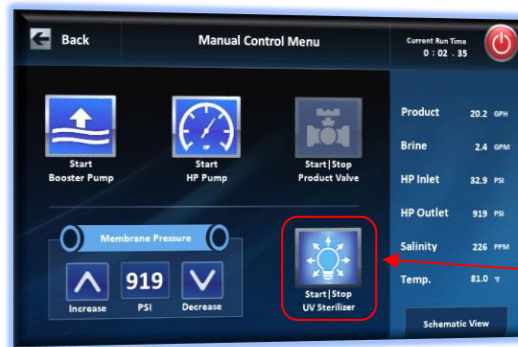 Back
Manual Control Menu
Current Run Time
0 : 02 . 35
Start
Booster Pump
Start
HP Pump
Start|Stop
Product Valve
Product 20.2 GPH
Brine 2.4 GPM
HP Inlet 32.9 PSI
HP Outlet 919 PSI
Salinity 226 PPM
Temp. 81.0 °F
Membrane Pressure
919
Increase
PSI
Decrease
Start|Stop
UV Sterilizer
Schematic View
HP